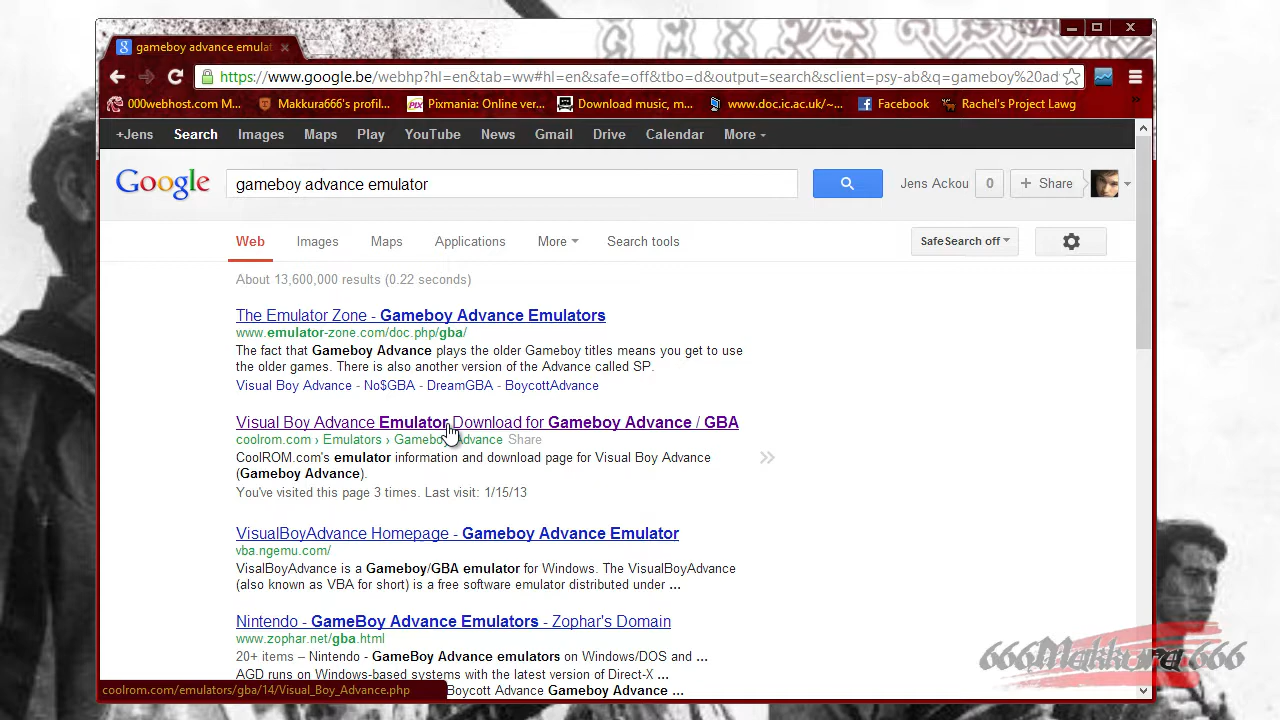 gameboy advance emulat
https://www.google.be/webhp?hl=en&tab=ww#hl=en&safe=off&tbo=d&output=search&sclient=psy-ab&q=gameboy%20ad
000webhost.com M... Makkura666's profil... Pixmania: Online ver... Download music, m... www.doc.ic.ac.uk/~... Facebook Rachel's Project Lawg
+Jens Search Images Maps Play YouTube News Gmail Drive Calendar More
Google gameboy advance emulator Jens Ackou 0 + Share
Web Images Maps Applications More Search tools SafeSearch off
About 13,600,000 results (0.22 seconds)
The Emulator Zone - Gameboy Advance Emulators
www.emulator-zone.com/doc.php/gba/
The fact that Gameboy Advance plays the older Gameboy titles means you get to use
the older games. There is also another version of the Advance called SP.
Visual Boy Advance - No$GBA - DreamGBA - BoycottAdvance
Visual Boy Advance Emulator Download for Gameboy Advance / GBA
coolrom.com › Emulators › Gameboy Advance Share
CoolROM.com's emulator information and download page for Visual Boy Advance
(Gameboy Advance).
You've visited this page 3 times. Last visit: 1/15/13
VisualBoyAdvance Homepage - Gameboy Advance Emulator
vba.ngemu.com/
VisalBoyAdvance is a Gameboy/GBA emulator for Windows. The VisualBoyAdvance
(also known as VBA for short) is a free software emulator distributed under ...
Nintendo - GameBoy Advance Emulators - Zophar's Domain
www.zophar.net/gba.html
20+ items – Nintendo - GameBoy Advance emulators on Windows/DOS and ...
AGD runs on Windows-based systems with the latest version of Direct-X ...
Boycott Advance Gameboy Advance ...
coolrom.com/emulators/gba/14/Visual_Boy_Advance.php
666Makkura666